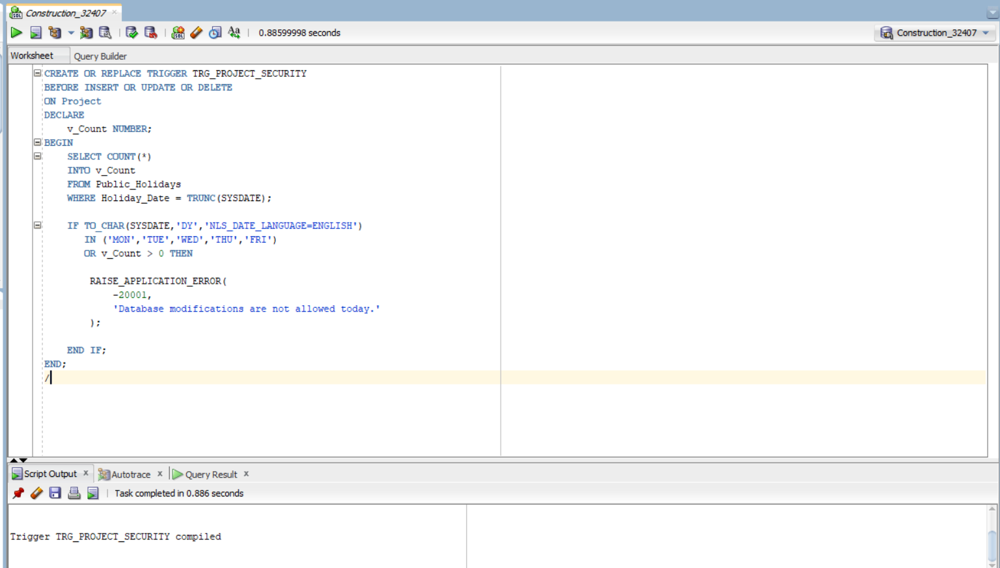 Construction_32407
0.88599998 seconds
Construction_32407
Worksheet
Query Builder
CREATE OR REPLACE TRIGGER TRG_PROJECT_SECURITY
BEFORE INSERT OR UPDATE OR DELETE
ON Project
DECLARE
    v_Count NUMBER;
BEGIN
    SELECT COUNT(*)
    INTO v_Count
    FROM Public_Holidays
    WHERE Holiday_Date = TRUNC(SYSDATE);
    IF TO_CHAR(SYSDATE,'DY','NLS_DATE_LANGUAGE=ENGLISH')
       IN ('MON','TUE','WED','THU','FRI')
       OR v_Count > 0 THEN
        RAISE_APPLICATION_ERROR(
            -20001,
            'Database modifications are not allowed today.'
        );
    END IF;
END;
/
Script Output
Autotrace
Query Result
Task completed in 0.886 seconds
Trigger TRG_PROJECT_SECURITY compiled